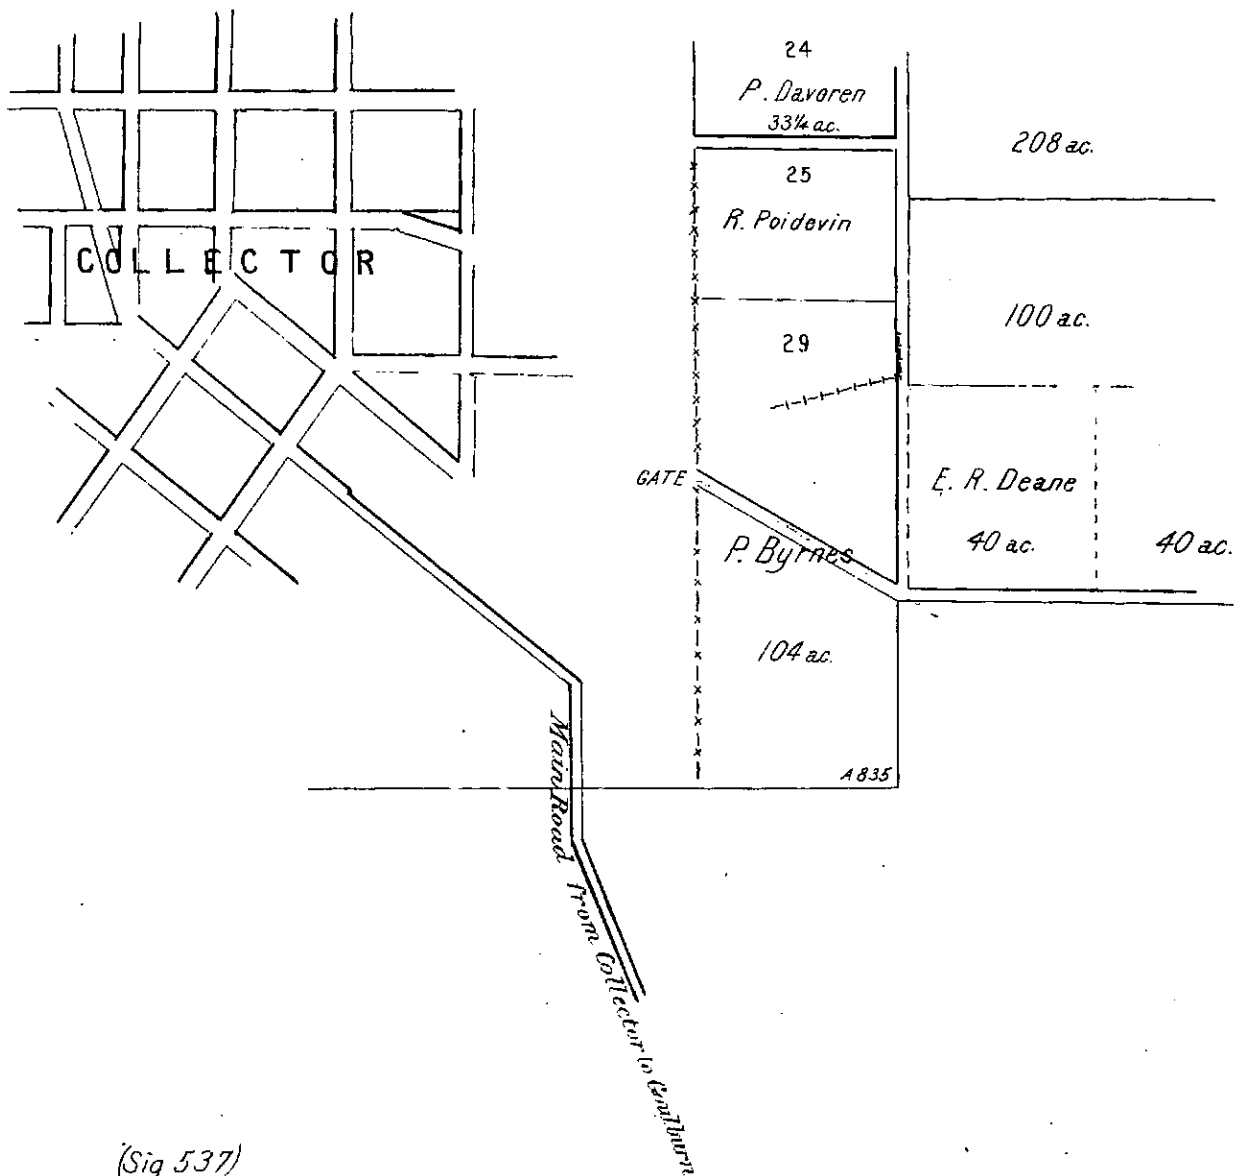 24
P. Davoren
33¼ ac.
208 ac.
25
R. Poidevin
COLLECTOR
100 ac.
29
GATE
E. R. Deane
P. Byrnes
40 ac.
40 ac.
104 ac.
A 835
Main Road from Collector to Goulburn
(Sig 537)